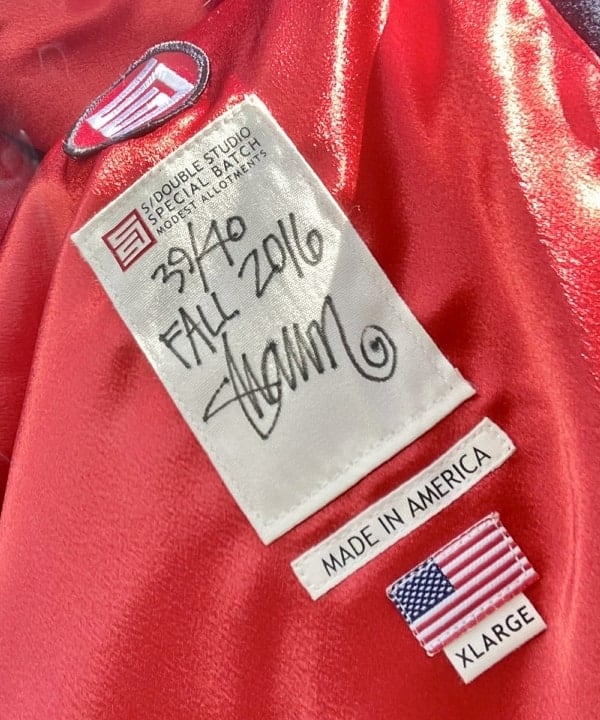 S/DOUBLE STUDIO
SPECIAL BATCH
MODEST ALLOTMENTS
39/40
FALL 2016
MADE IN AMERICA
XLARGE